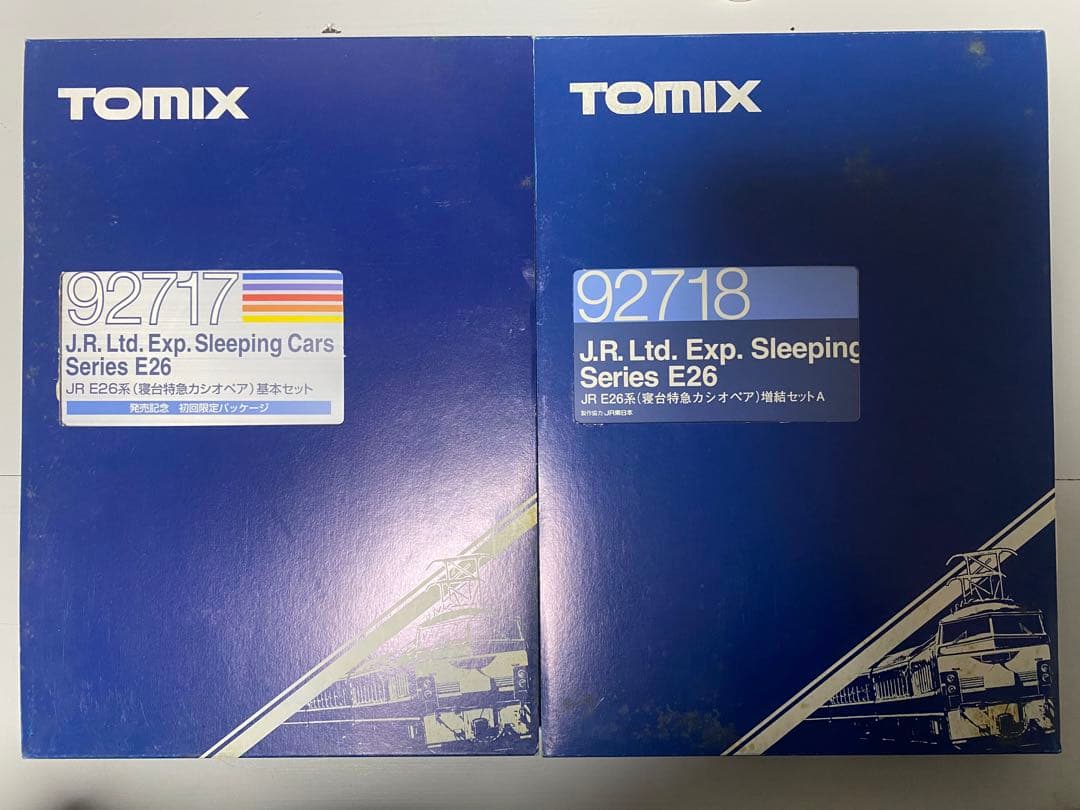 TOMIX
92717
J.R. Ltd. Exp. Sleeping Cars
Series E26
JR E26系(寝台特急カシオペア)基本セット
発売記念 初回限定パッケージ
TOMIX
92718
J.R. Ltd. Exp. Sleeping
Series E26
JR E26系(寝台特急カシオペア)増結セットA
製作協力 JR東日本